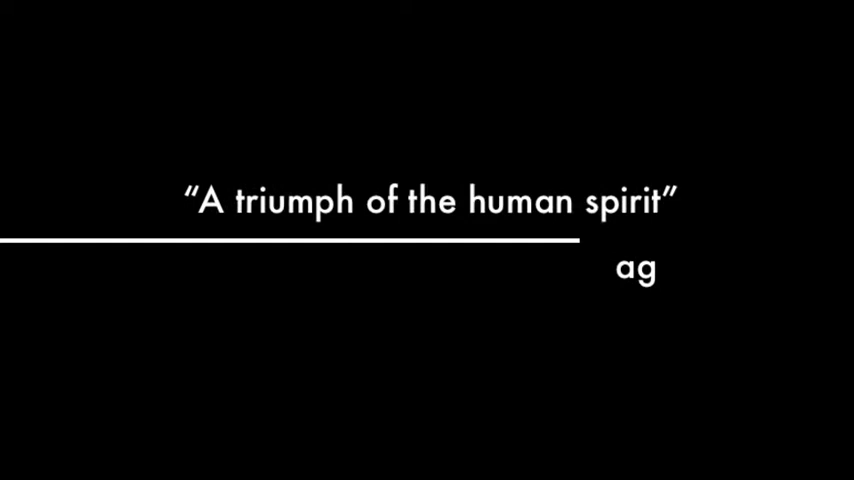 “A triumph of the human spirit”
ag